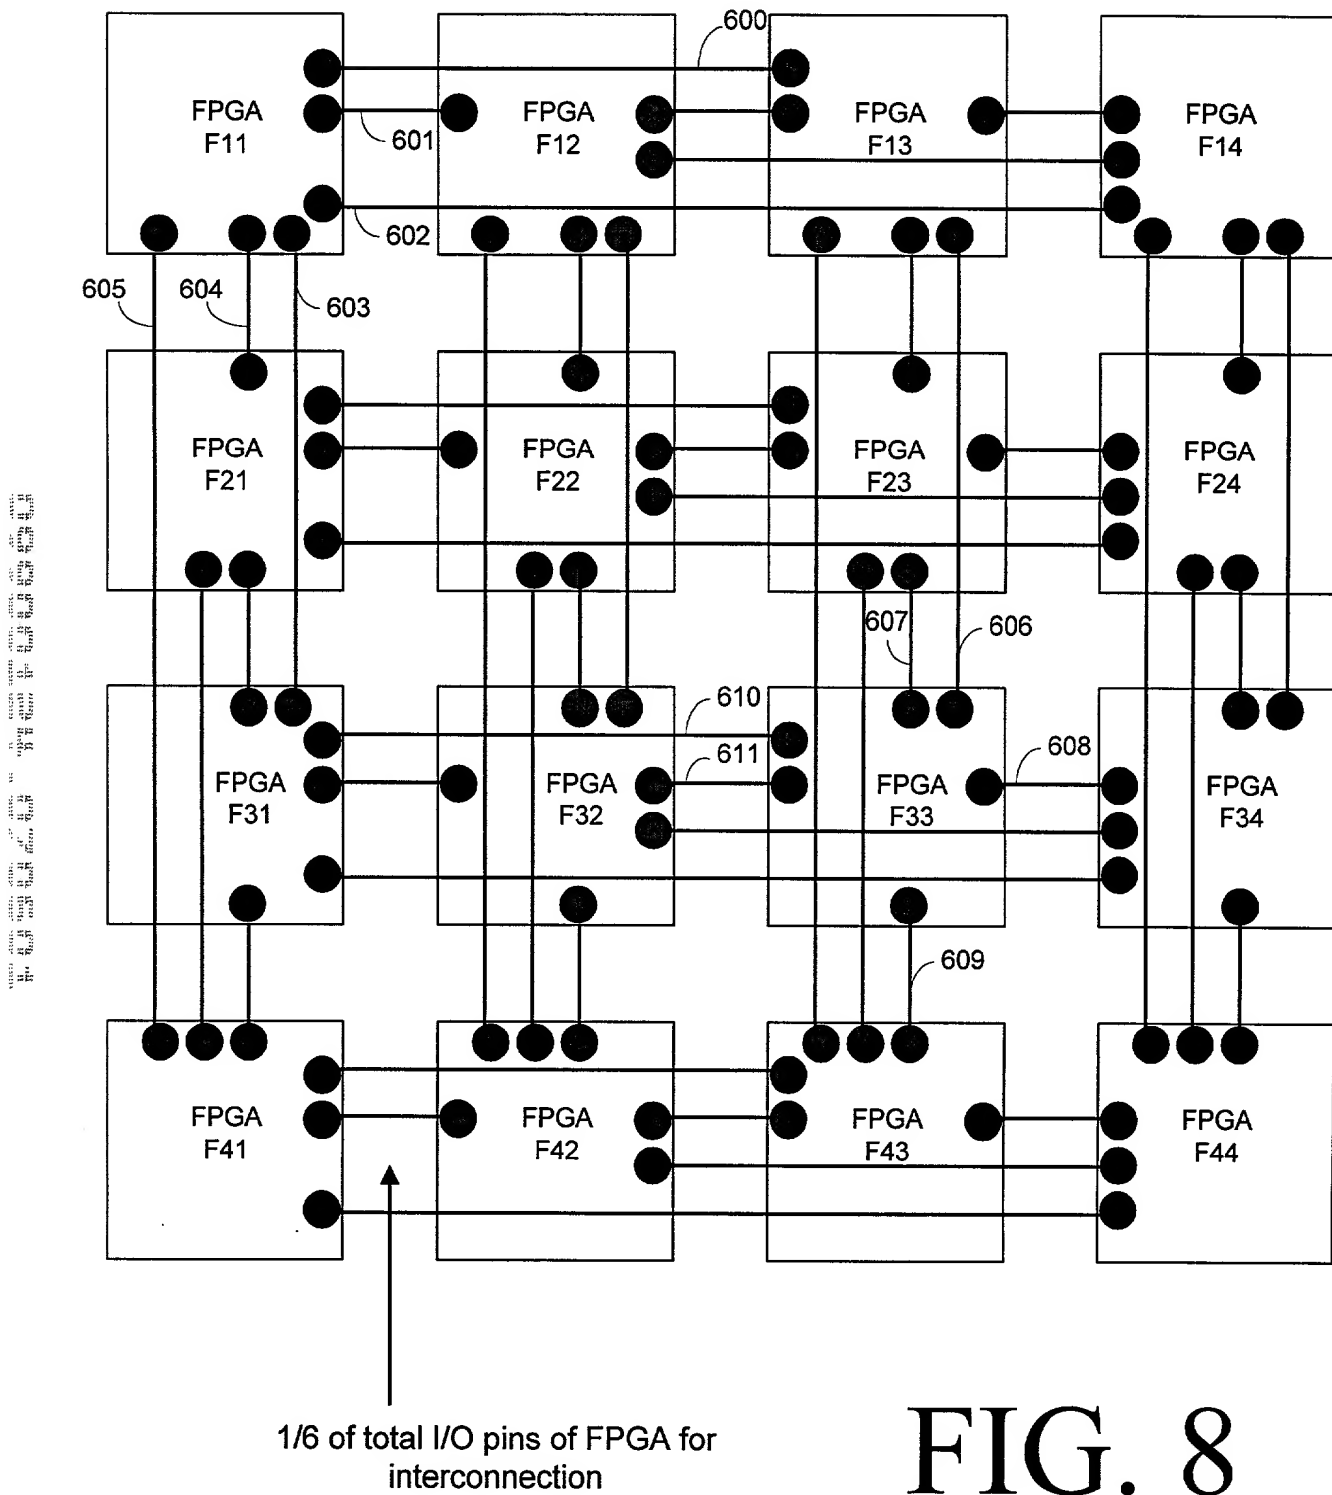 600
FPGA
F11
FPGA
F12
FPGA
F13
FPGA
F14
601
602
605
604
603
FPGA
F21
FPGA
F22
FPGA
F23
FPGA
F24
607
606
610
611
608
FPGA
F31
FPGA
F32
FPGA
F33
FPGA
F34
609
FPGA
F41
FPGA
F42
FPGA
F43
FPGA
F44
1/6 of total I/O pins of FPGA for
interconnection
FIG. 8